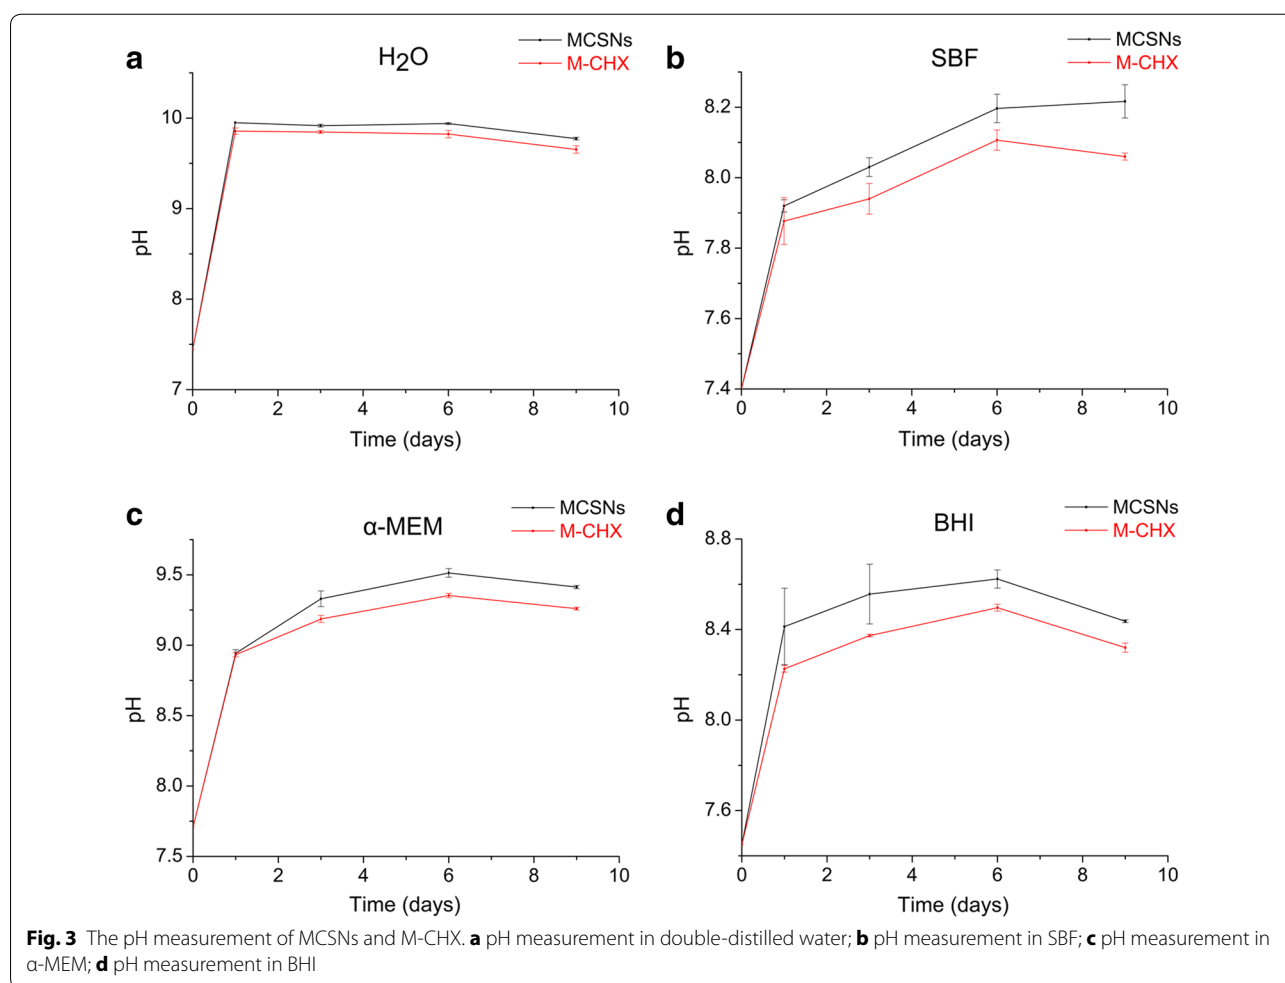 a
H2O
MCSNs
M-CHX
10
9
8
7
pH
0 2 4 6 8 10
Time (days)
b
SBF
MCSNs
M-CHX
8.2
8.0
7.8
7.6
7.4
pH
0 2 4 6 8 10
Time (days)
c
α-MEM
MCSNs
M-CHX
9.5
9.0
8.5
8.0
7.5
pH
0 2 4 6 8 10
Time (days)
d
BHI
MCSNs
M-CHX
8.8
8.4
8.0
7.6
pH
0 2 4 6 8 10
Time (days)
Fig. 3 The pH measurement of MCSNs and M-CHX. a pH measurement in double-distilled water; b pH measurement in SBF; c pH measurement in
α-MEM; d pH measurement in BHI